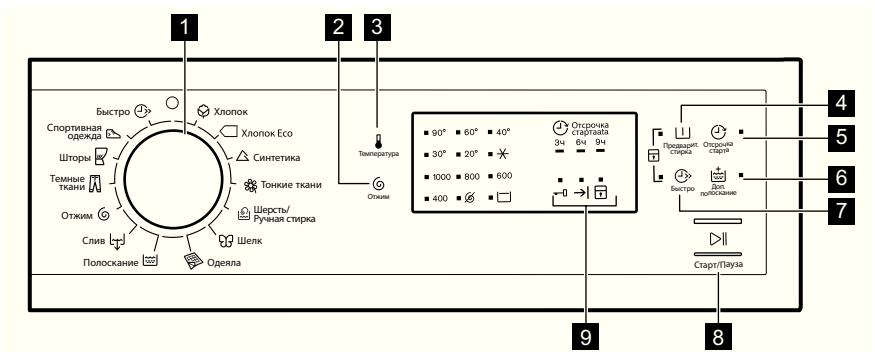 1
2
3
4
5
6
7
8
9
Быстро
Хлопок
Спортивная
одежда
Хлопок Eco
Шторы
Синтетика
Темные
ткани
Тонкие ткани
Отжим
Шерсть/
Ручная стирка
Слив
Шелк
Полоскание
Одеяла
Температура
Отжим
90° 60° 40°
30° 20°
1000 800 600
400
Отсрочка
стартaata
3ч 6ч 9ч
Предварит.
стирка
Отсрочка
старта
Быстро
Доп.
полоскание
Старт/Пауза